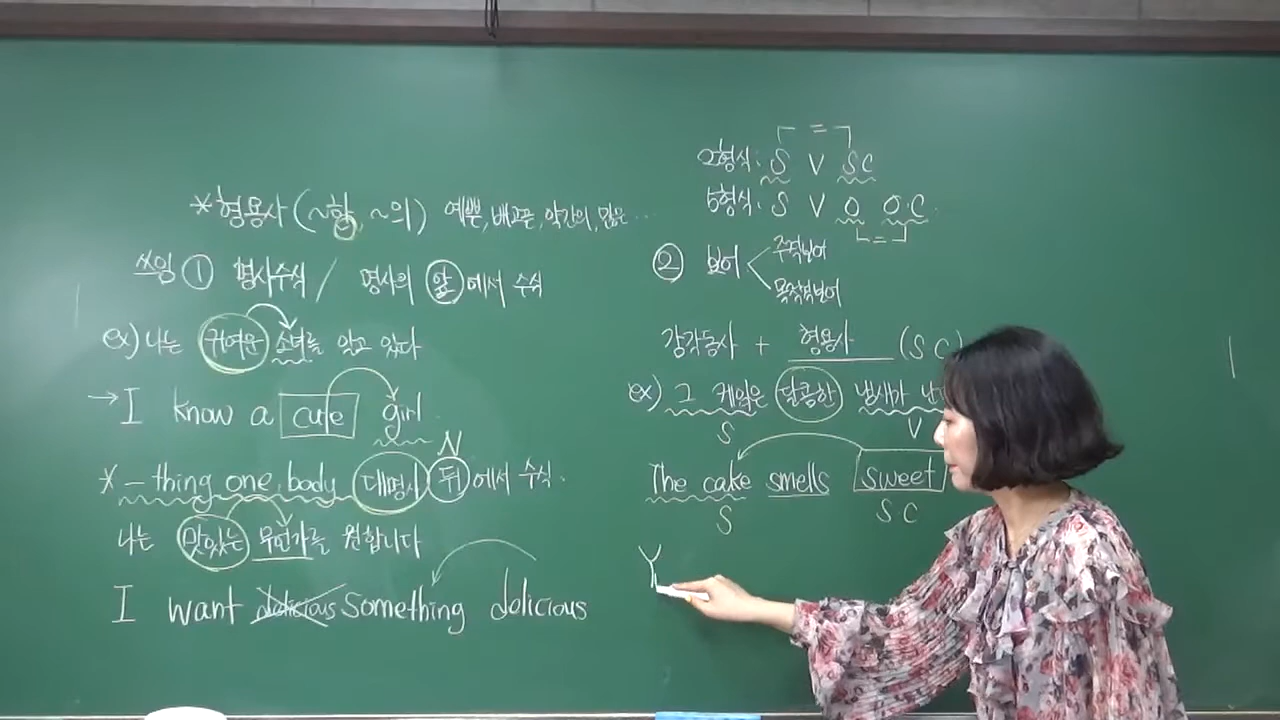 *형용사(~한 ~의) 예쁜, 배고픈, 약간의, 많은...
쓰임 ① 명사수식 / 명사의 앞에서 수식
ex) 나는 귀여운 소녀를 알고 있다
→ I know a cute girl.
N
* -thing, one, body 대명사 뒤에서 수식.
나는 맛있는 무언가를 원합니다
I want delicious something delicious
=
2형식: S V SC
5형식: S V O O.C.
=
② 보어 < 주격보어
목적격보어
감각동사 + 형용사 (SC)
ex) 그 케익은 달콤한 냄새가
S V
The cake smells sweet
S SC
Y